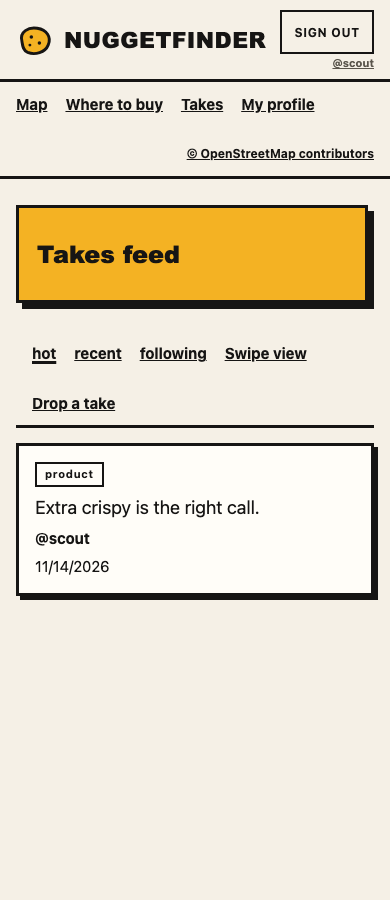 NUGGETFINDER
SIGN OUT
@scout
Map Where to buy Takes My profile
© OpenStreetMap contributors
Takes feed
hot recent following Swipe view
Drop a take
product
Extra crispy is the right call.
@scout
11/14/2026